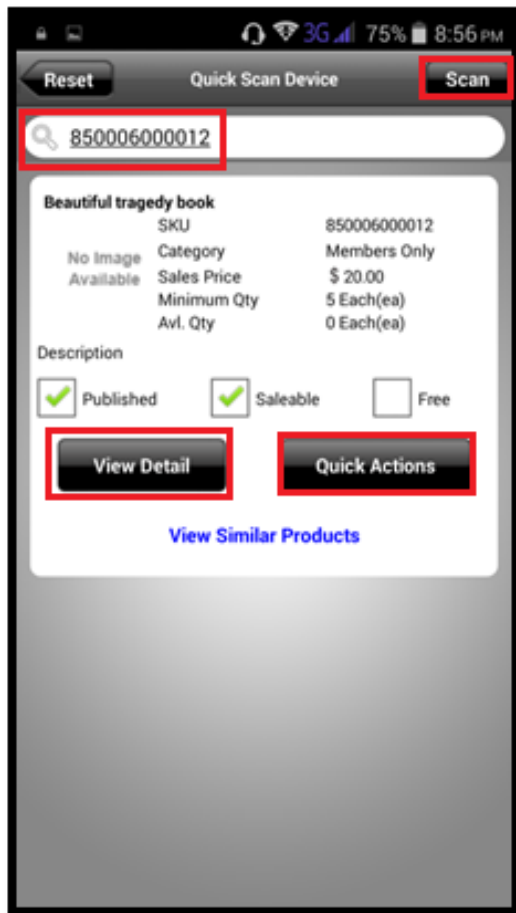 3G 75% 8:56 PM
Reset Quick Scan Device Scan
850006000012
Beautiful tragedy book
SKU 850006000012
No Image Available
Category Members Only
Sales Price $ 20.00
Minimum Qty 5 Each(ea)
Avl. Qty 0 Each(ea)
Description
Published Saleable Free
View Detail Quick Actions
View Similar Products